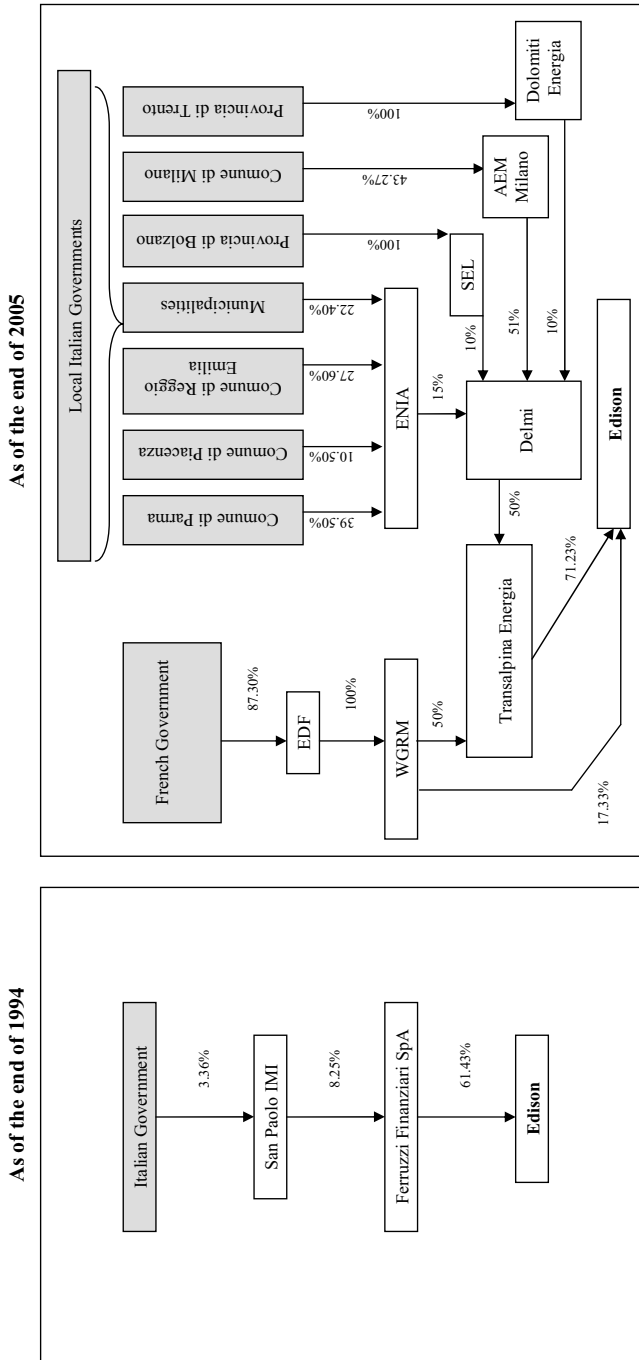 As of the end of 1994
Italian Government
3.36%
San Paolo IMI
8.25%
Ferruzzi Finanziari SpA
61.43%
Edison
As of the end of 2005
French Government
87.30%
EDF
100%
WGRM
50%
17.33%
Transalpina Energia
71.23%
Local Italian Governments
Comune di Parma
Comune di Piacenza
Comune di Reggio
Emilia
Municipalities
Provincia di Bolzano
Comune di Milano
Provincia di Trento
39.50%
10.50%
27.60%
22.40%
100%
43.27%
100%
ENIA
SEL
AEM
Milano
Dolomiti
Energia
15%
10%
51%
10%
Delmi
50%
Edison